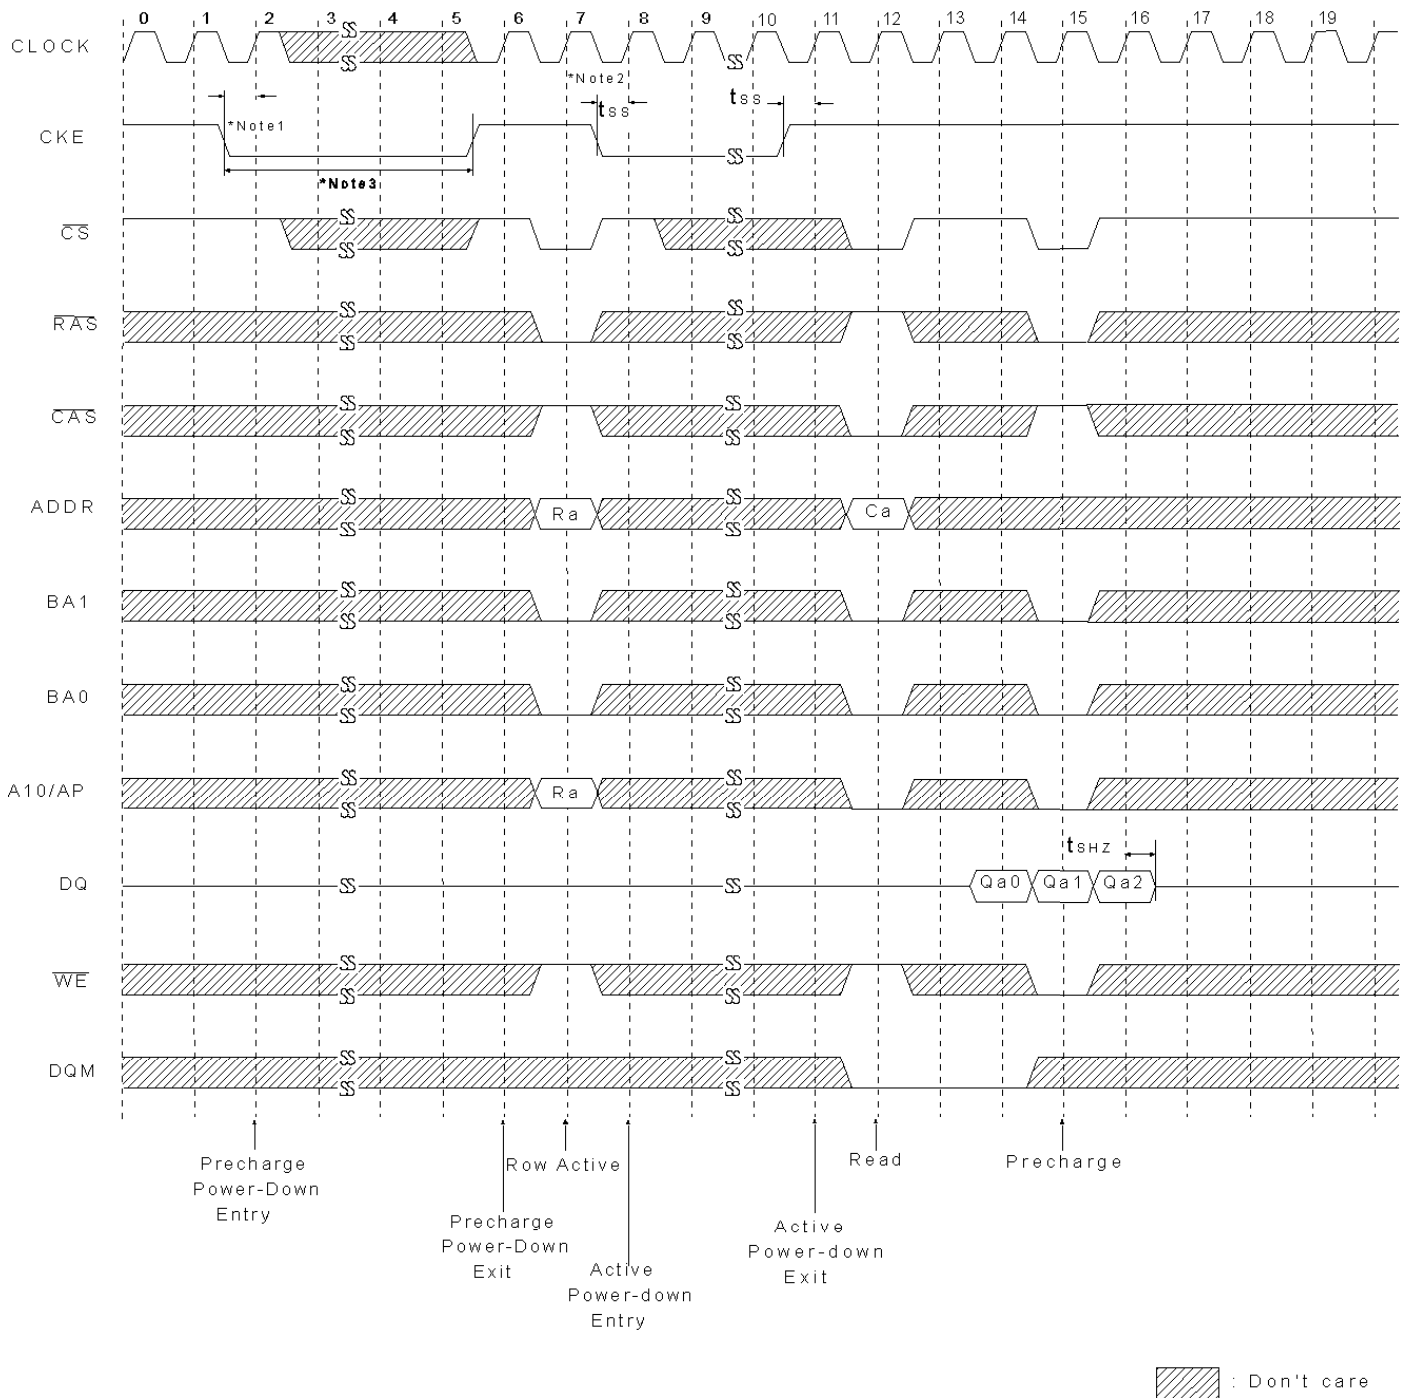 0 1 2 3 4 5 6 7 8 9 10 11 12 13 14 15 16 17 18 19
CLOCK
*Note2
tSS
tSS
*Note1
CKE
*Note3
CS
RAS
CAS
ADDR
Ra
Ca
BA1
BA0
A10/AP
Ra
tSHZ
DQ
Qa0 Qa1 Qa2
WE
DQM
Precharge
Power-Down
Entry
Row Active
Read
Precharge
Precharge
Power-Down
Exit
Active
Power-down
Exit
Active
Power-down
Entry
: Don't care